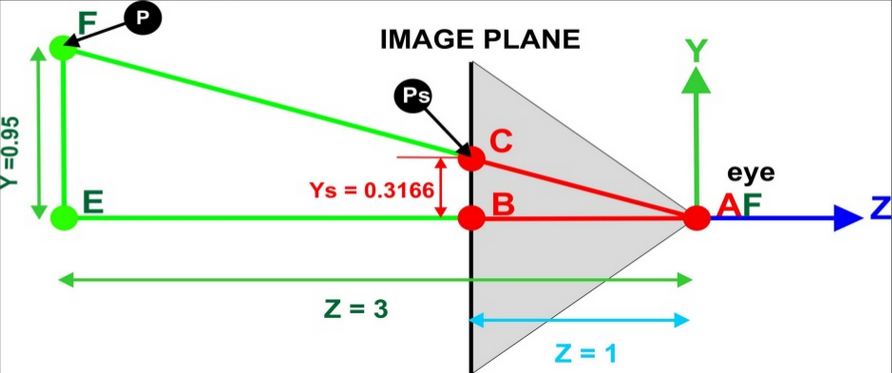 F
P
IMAGE PLANE
Y
Ps
C
Y =0.95
eye
Ys = 0.3166
E
B
AF
Z
Z = 3
Z = 1